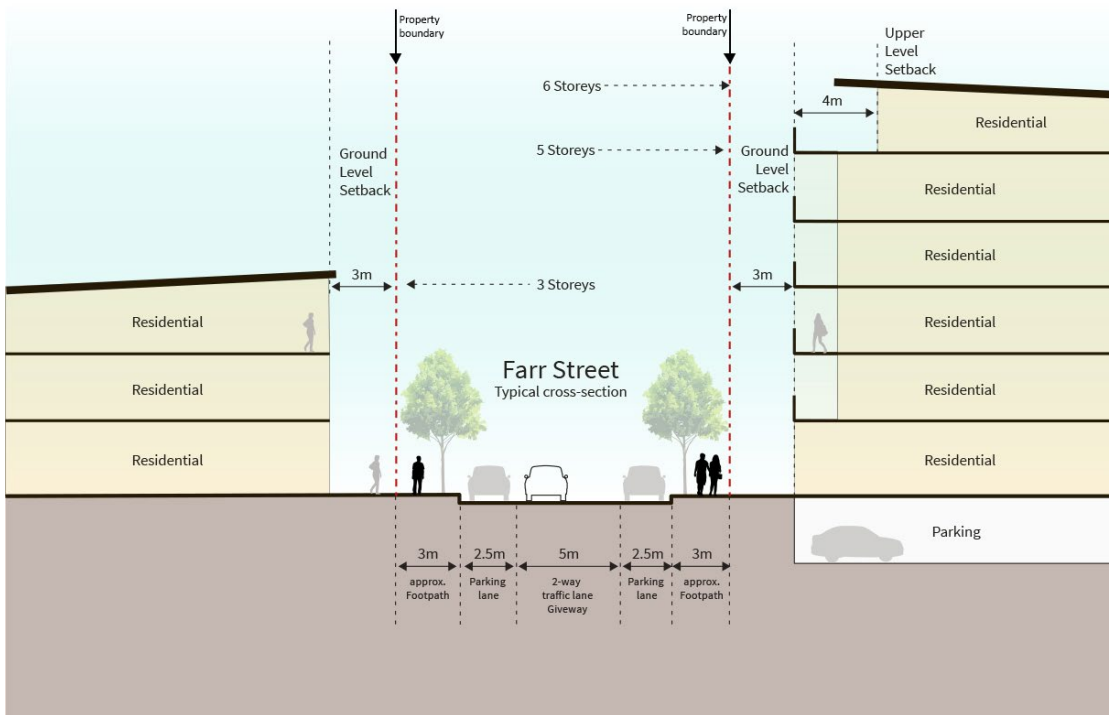 Property
boundary
Property
boundary
Upper
Level
Setback
6 Storeys
4m
Residential
Ground
Level
Setback
5 Storeys
Ground
Level
Setback
Residential
Residential
3m
3 Storeys
3m
Residential
Residential
Farr Street
Typical cross-section
Residential
Residential
Residential
Residential
Parking
3m
2.5m
5m
2.5m
3m
approx.
Footpath
Parking
lane
2-way
traffic lane
Giveway
Parking
lane
approx.
Footpath